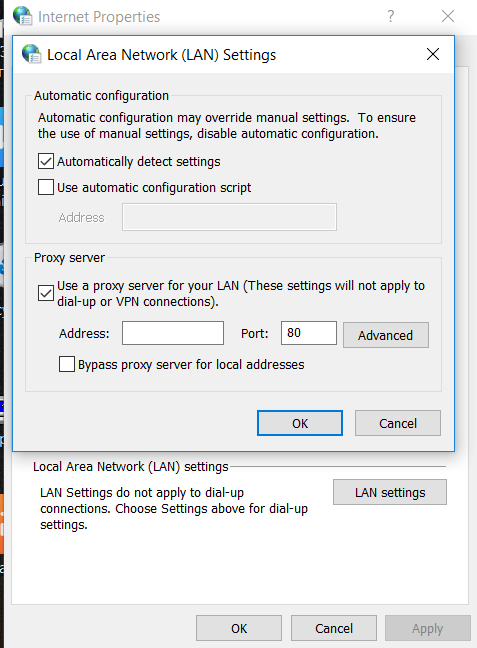 Internet Properties
?
Local Area Network (LAN) Settings
Automatic configuration
Automatic configuration may override manual settings. To ensure
the use of manual settings, disable automatic configuration.
Automatically detect settings
Use automatic configuration script
Address
Proxy server
Use a proxy server for your LAN (These settings will not apply to
dial-up or VPN connections).
Address:
Port: 80
Advanced
Bypass proxy server for local addresses
OK
Cancel
Local Area Network (LAN) settings
LAN Settings do not apply to dial-up
connections. Choose Settings above for dial-up
settings.
LAN settings
OK
Cancel
Apply